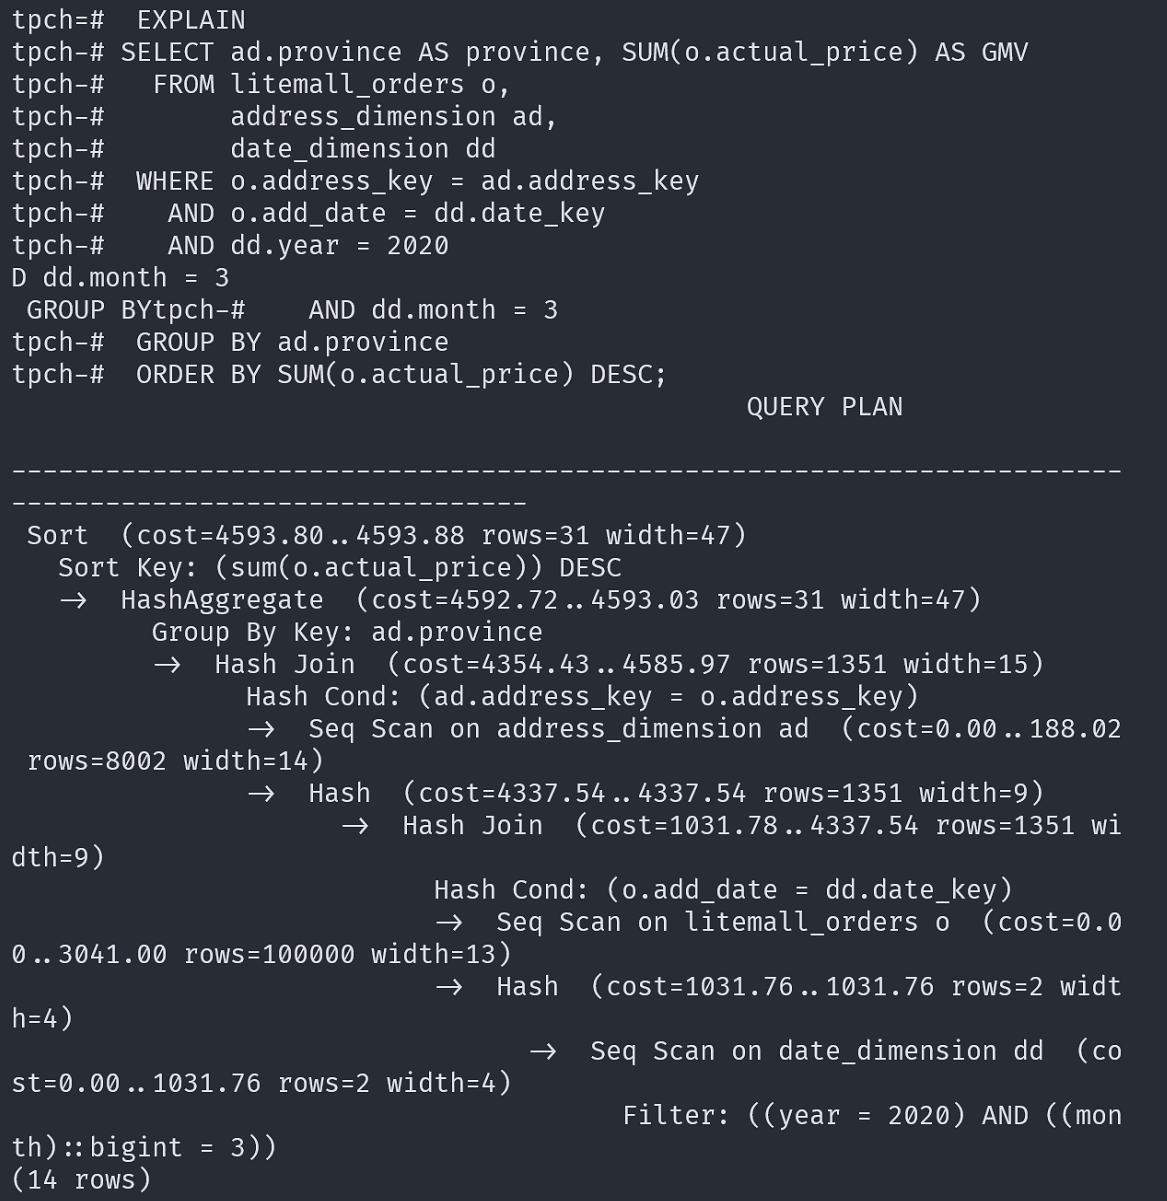 tpch=#  EXPLAIN
tpch-# SELECT ad.province AS province, SUM(o.actual_price) AS GMV
tpch-#   FROM litemall_orders o,
tpch-#        address_dimension ad,
tpch-#        date_dimension dd
tpch-#  WHERE o.address_key = ad.address_key
tpch-#    AND o.add_date = dd.date_key
tpch-#    AND dd.year = 2020
D dd.month = 3
 GROUP BYtpch-#    AND dd.month = 3
tpch-#  GROUP BY ad.province
tpch-#  ORDER BY SUM(o.actual_price) DESC;
                                               QUERY PLAN
-----------------------------------------------------------------------
---------------------------------
 Sort  (cost=4593.80..4593.88 rows=31 width=47)
   Sort Key: (sum(o.actual_price)) DESC
   ->  HashAggregate  (cost=4592.72..4593.03 rows=31 width=47)
         Group By Key: ad.province
         ->  Hash Join  (cost=4354.43..4585.97 rows=1351 width=15)
               Hash Cond: (ad.address_key = o.address_key)
               ->  Seq Scan on address_dimension ad  (cost=0.00..188.02
 rows=8002 width=14)
               ->  Hash  (cost=4337.54..4337.54 rows=1351 width=9)
                     ->  Hash Join  (cost=1031.78..4337.54 rows=1351 wi
dth=9)
                           Hash Cond: (o.add_date = dd.date_key)
                           ->  Seq Scan on litemall_orders o  (cost=0.0
0..3041.00 rows=100000 width=13)
                           ->  Hash  (cost=1031.76..1031.76 rows=2 widt
h=4)
                                 ->  Seq Scan on date_dimension dd  (co
st=0.00..1031.76 rows=2 width=4)
                                       Filter: ((year = 2020) AND ((mon
th)::bigint = 3))
(14 rows)